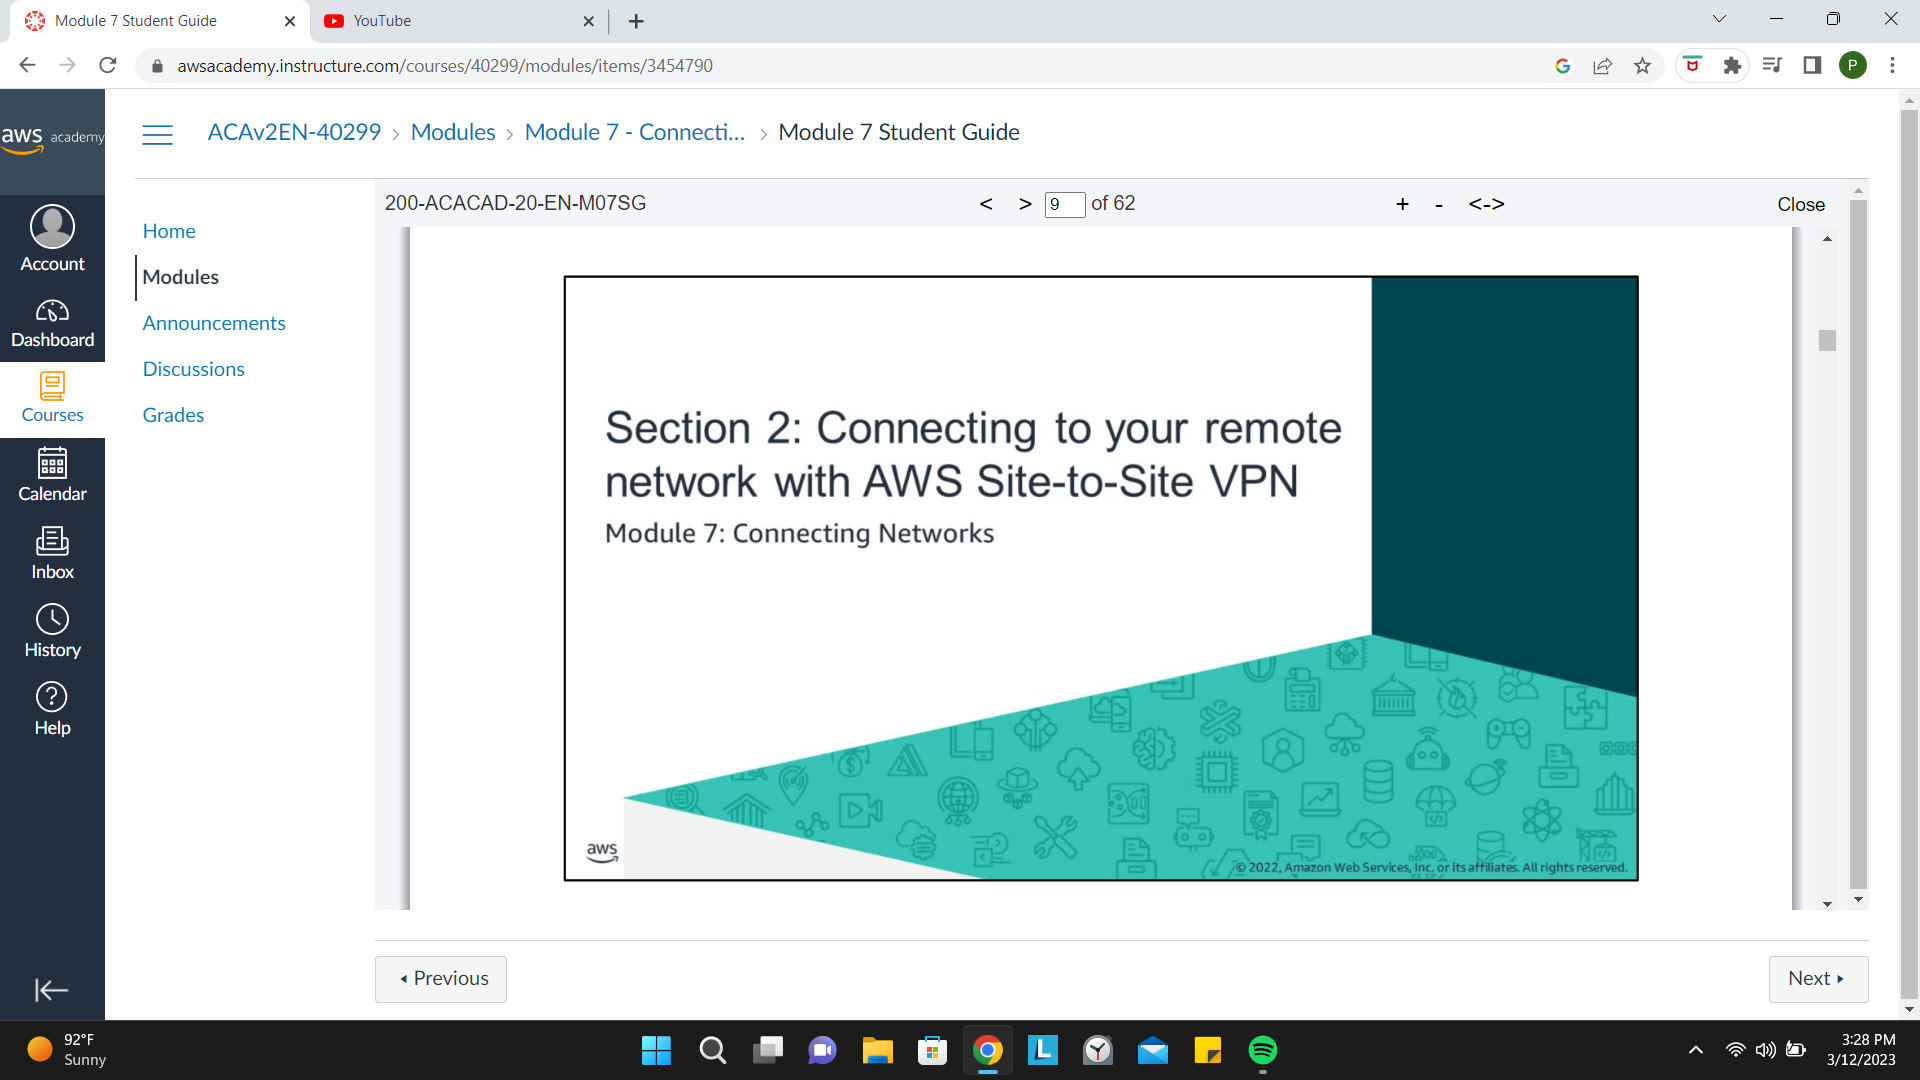 Module 7 Student Guide
YouTube
awsacademy.instructure.com/courses/40299/modules/items/3454790
P
aws academy
ACAv2EN-40299 > Modules > Module 7 - Connecti... > Module 7 Student Guide
200-ACACAD-20-EN-M07SG
< > 9 of 62
+ - <->
Close
Account
Dashboard
Courses
Calendar
Inbox
History
Help
Home
Modules
Announcements
Discussions
Grades
Section 2: Connecting to your remote
network with AWS Site-to-Site VPN
Module 7: Connecting Networks
aws
© 2022, Amazon Web Services, Inc. or its affiliates. All rights reserved.
Previous
Next
92°F
Sunny
L
3:28 PM
3/12/2023